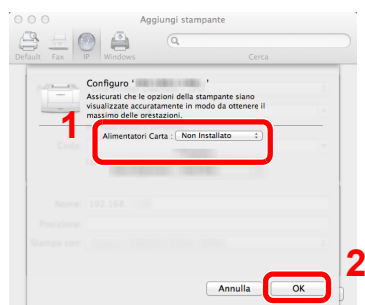 Aggiungi stampante
Default Fax IP Windows Cerca
Configuro '
Assicurati che le opzioni della stampante siano
visualizzate accuratamente in modo da ottenere il
massimo delle prestazioni.
1
Alimentatori Carta : Non Installato
Nome: 192.168
Posizione:
Stampa con:
2
Annulla OK